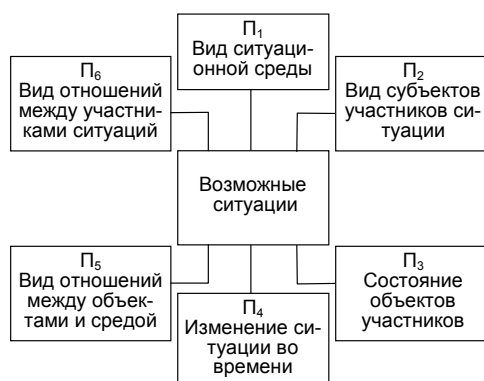 П₁
Вид ситуаци-
онной среды
П₆
Вид отношений
между участни-
ками ситуаций
П₂
Вид субъектов
участников си-
туации
Возможные
ситуации
П₅
Вид отношений
между объек-
тами и средой
П₃
Состояние
объектов
участников
П₄
Изменение си-
туации во
времени